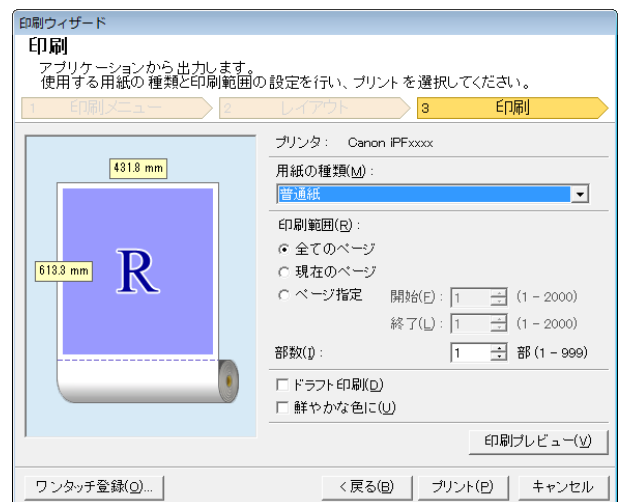 印刷ウィザード
印刷
アプリケーションから出力します。
使用する用紙の種類と印刷範囲の設定を行い、プリントを選択してください。
1 印刷メニュー 2 レイアウト 3 印刷
プリンタ: Canon iPFxxxx
431.8 mm
用紙の種類(M):
普通紙
印刷範囲(R):
全てのページ
R
613.3 mm
現在のページ
ページ指定 開始(F): 1 (1 - 2000)
終了(L): 1 (1 - 2000)
部数(I): 1 部 (1 - 999)
ドラフト印刷(D)
鮮やかな色に(U)
印刷プレビュー(V)
ワンタッチ登録(O)... < 戻る(B) プリント(P) キャンセル